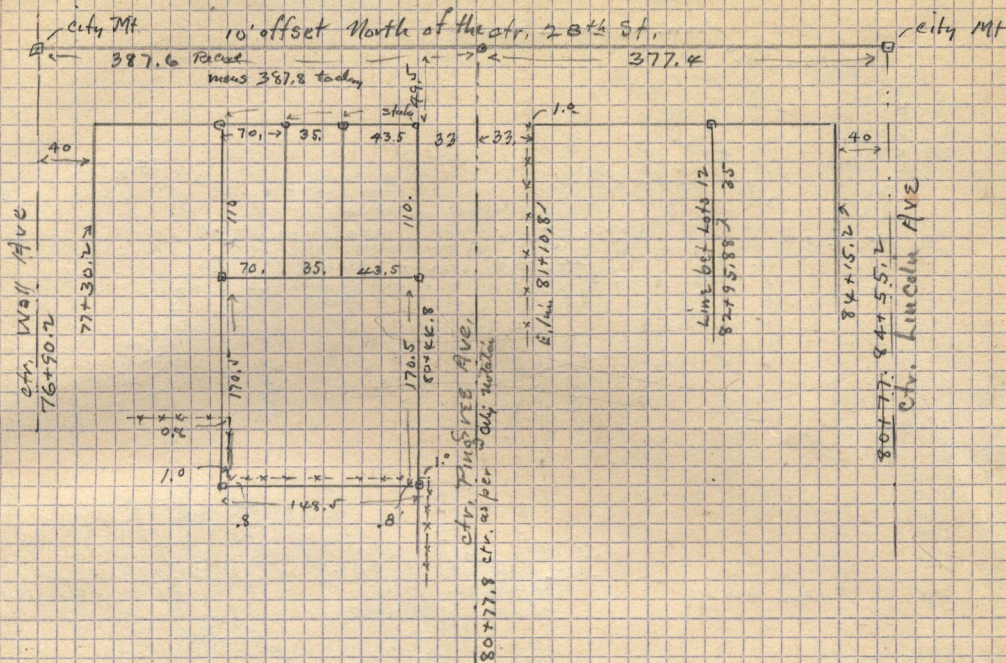 city Mt.
10' offset North of the ctr. 28th St.
city Mt
387.6 Record
377.4
meas 387.8 today
49.5
stake
1.0
70.
35.
43.5
33
33.
40
40
110
110.
70.
35.
43.5
ctr. Wall Ave
76+90.2
77+30.2
170.5
170.5
80+44.8
ctr. Pingree Ave.
80+77.8 ctr. as per
E. line 81+10.8
Line bet Lots 12
35
82+95.88
84+15.2
80+77. 84+55.2
ctr. Lincoln Ave
1.0
1.0
148.5
.8
.8